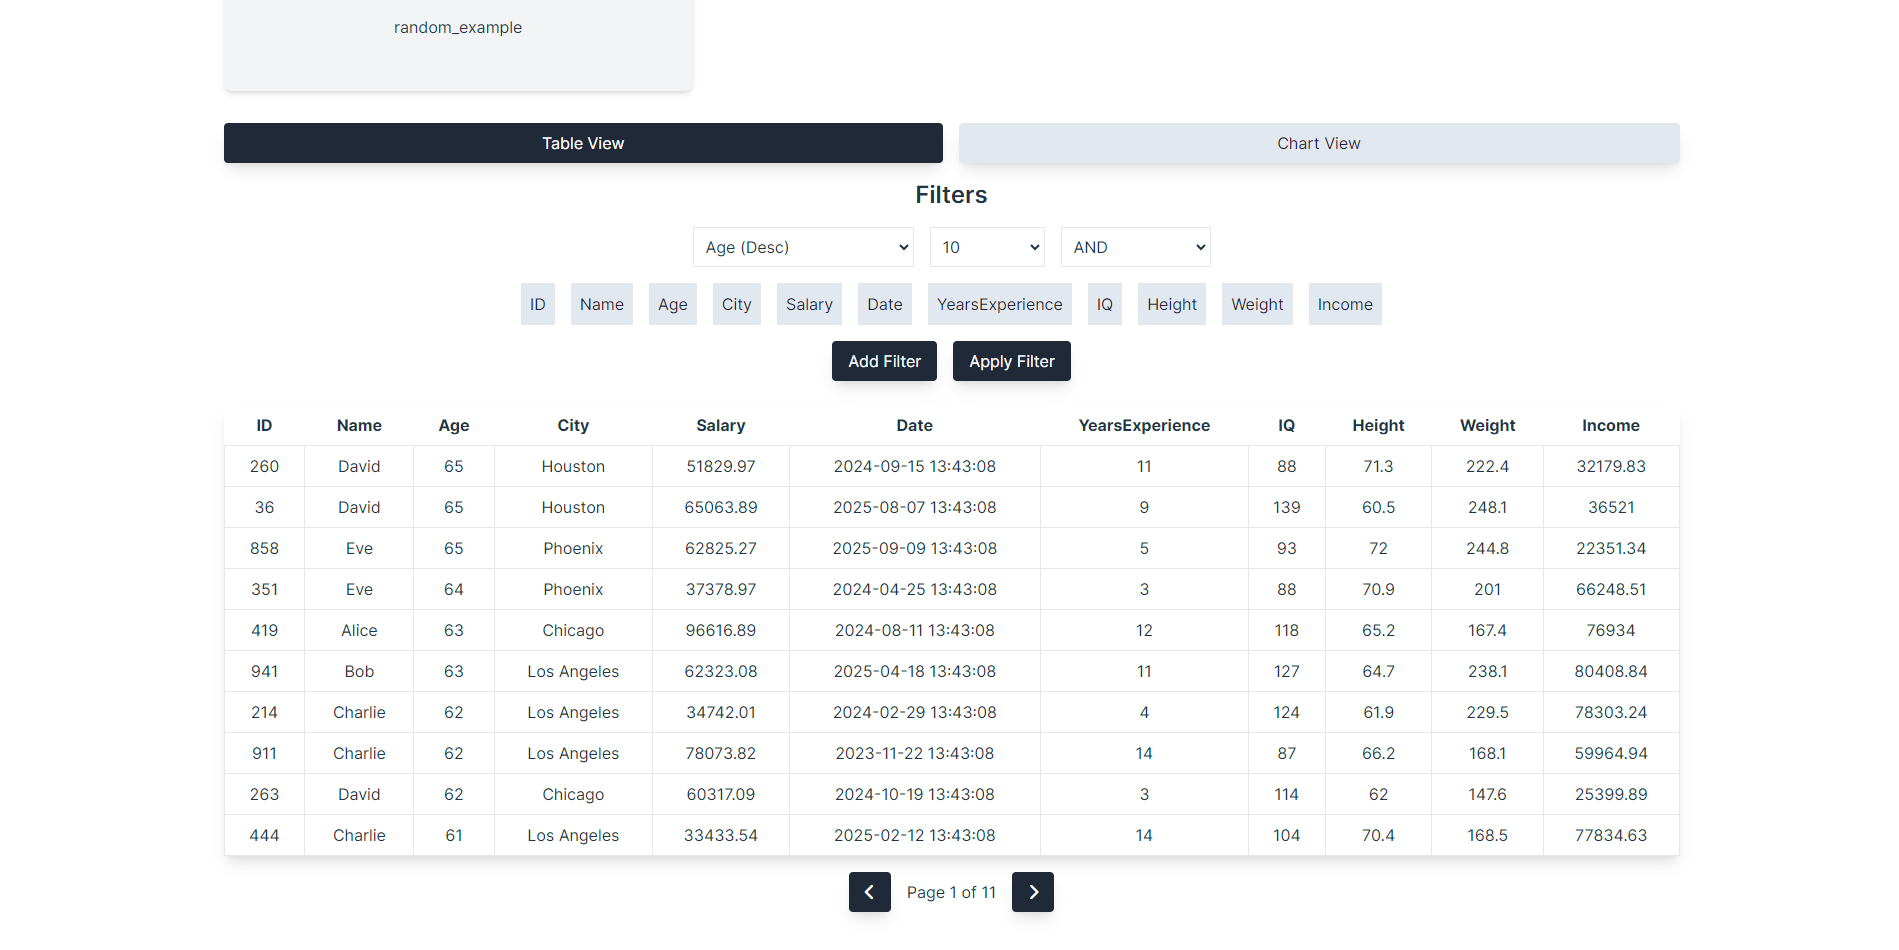 random_example
Table View Chart View
Filters
Age (Desc) 10 AND
ID Name Age City Salary Date YearsExperience IQ Height Weight Income
Add Filter Apply Filter
ID Name Age City Salary Date YearsExperience IQ Height Weight Income
260 David 65 Houston 51829.97 2024-09-15 13:43:08 11 88 71.3 222.4 32179.83
36 David 65 Houston 65063.89 2025-08-07 13:43:08 9 139 60.5 248.1 36521
858 Eve 65 Phoenix 62825.27 2025-09-09 13:43:08 5 93 72 244.8 22351.34
351 Eve 64 Phoenix 37378.97 2024-04-25 13:43:08 3 88 70.9 201 66248.51
419 Alice 63 Chicago 96616.89 2024-08-11 13:43:08 12 118 65.2 167.4 76934
941 Bob 63 Los Angeles 62323.08 2025-04-18 13:43:08 11 127 64.7 238.1 80408.84
214 Charlie 62 Los Angeles 34742.01 2024-02-29 13:43:08 4 124 61.9 229.5 78303.24
911 Charlie 62 Los Angeles 78073.82 2023-11-22 13:43:08 14 87 66.2 168.1 59964.94
263 David 62 Chicago 60317.09 2024-10-19 13:43:08 3 114 62 147.6 25399.89
444 Charlie 61 Los Angeles 33433.54 2025-02-12 13:43:08 14 104 70.4 168.5 77834.63
Page 1 of 11